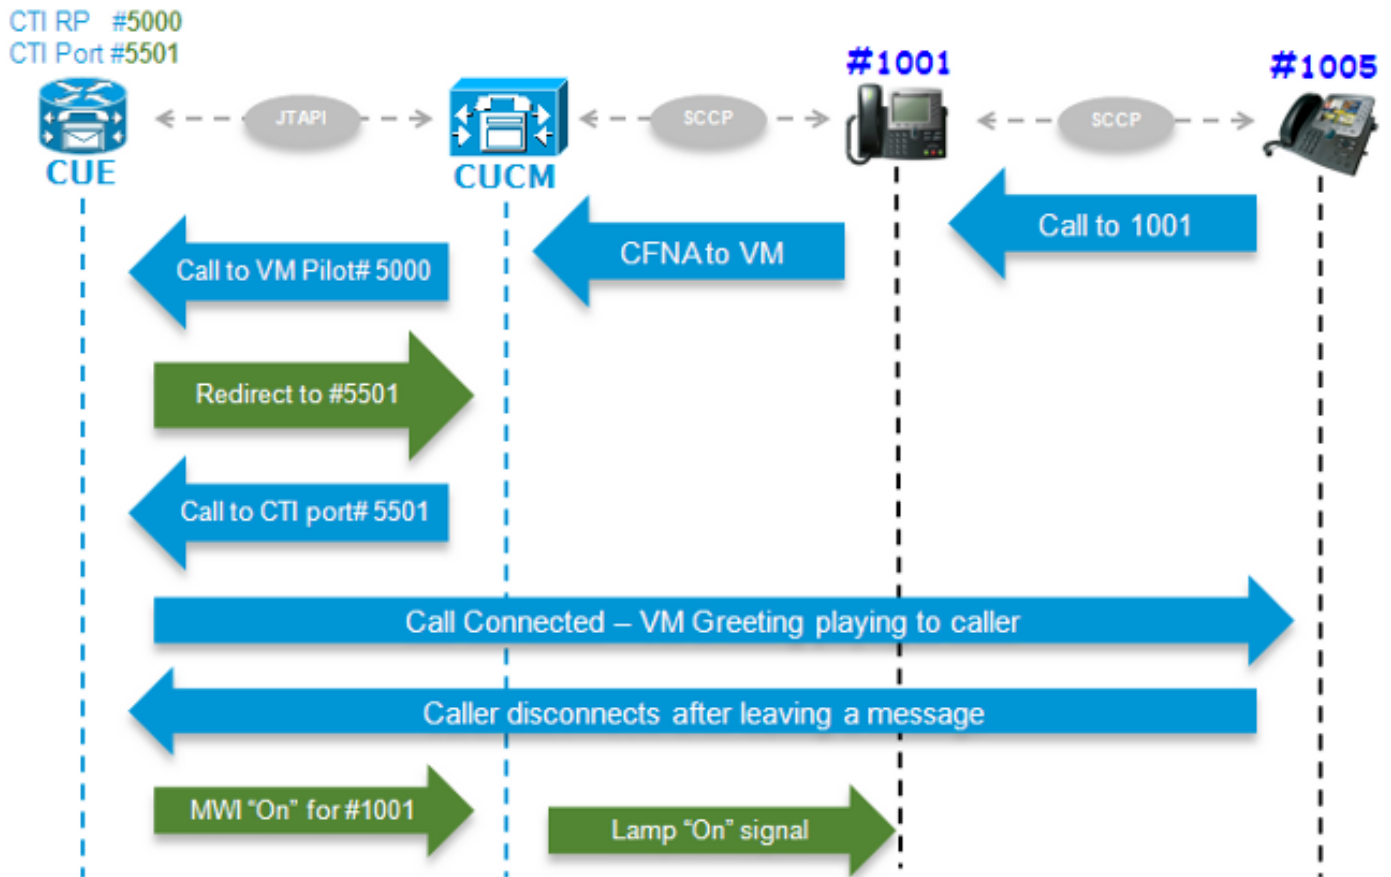 CTI RP #5000
CTI Port #5501
#1001
#1005
JTAPI
SCCP
SCCP
CUE
CUCM
Call to 1001
CFNA to VM
Call to VM Pilot# 5000
Redirect to #5501
Call to CTI port# 5501
Call Connected – VM Greeting playing to caller
Caller disconnects after leaving a message
MWI “On” for #1001
Lamp “On” signal